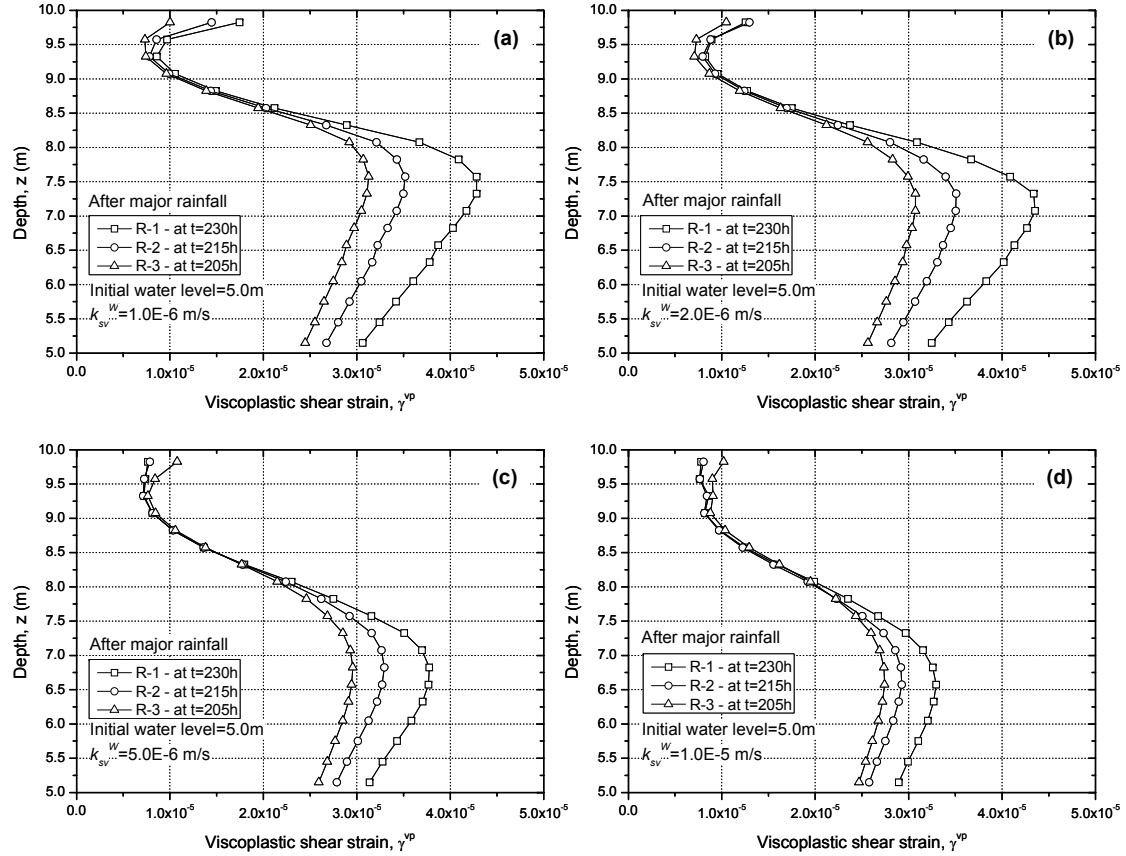 (a)
10.0
9.5
9.0
8.5
8.0
7.5
7.0
6.5
6.0
5.5
5.0
Depth, z (m)
After major rainfall
R-1 - at t=230h
R-2 - at t=215h
R-3 - at t=205h
Initial water level=5.0m
k_sv^W=1.0E-6 m/s
0.0 1.0x10^-5 2.0x10^-5 3.0x10^-5 4.0x10^-5 5.0x10^-5
Viscoplastic shear strain, γ^vp
(b)
10.0
9.5
9.0
8.5
8.0
7.5
7.0
6.5
6.0
5.5
5.0
Depth, z (m)
After major rainfall
R-1 - at t=230h
R-2 - at t=215h
R-3 - at t=205h
Initial water level=5.0m
k_sv^W=2.0E-6 m/s
0.0 1.0x10^-5 2.0x10^-5 3.0x10^-5 4.0x10^-5 5.0x10^-5
Viscoplastic shear strain, γ^vp
(c)
10.0
9.5
9.0
8.5
8.0
7.5
7.0
6.5
6.0
5.5
5.0
Depth, z (m)
After major rainfall
R-1 - at t=230h
R-2 - at t=215h
R-3 - at t=205h
Initial water level=5.0m
k_sv^W=5.0E-6 m/s
0.0 1.0x10^-5 2.0x10^-5 3.0x10^-5 4.0x10^-5 5.0x10^-5
Viscoplastic shear strain, γ^vp
(d)
10.0
9.5
9.0
8.5
8.0
7.5
7.0
6.5
6.0
5.5
5.0
Depth, z (m)
After major rainfall
R-1 - at t=230h
R-2 - at t=215h
R-3 - at t=205h
Initial water level=5.0m
k_sv^W=1.0E-5 m/s
0.0 1.0x10^-5 2.0x10^-5 3.0x10^-5 4.0x10^-5 5.0x10^-5
Viscoplastic shear strain, γ^vp